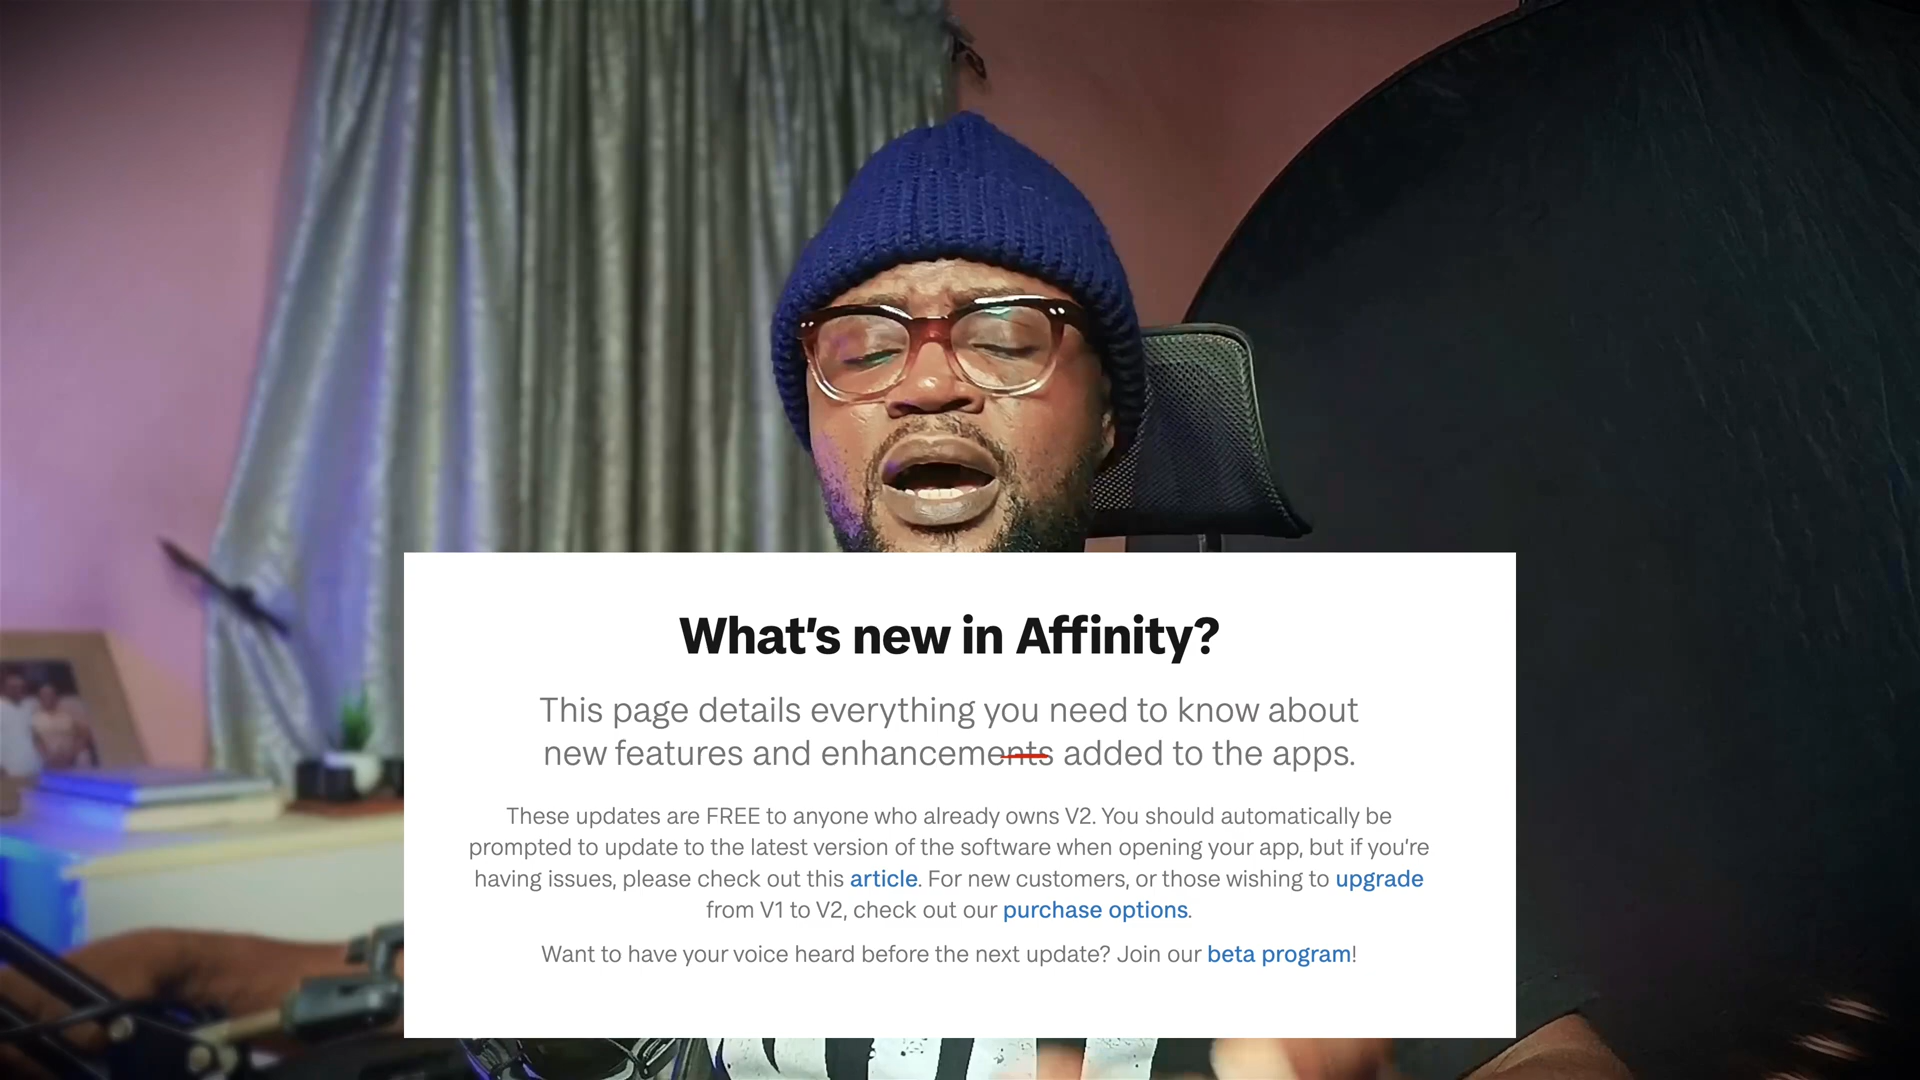 What's new in Affinity?
This page details everything you need to know about
new features and enhancements added to the apps.
These updates are FREE to anyone who already owns V2. You should automatically be
prompted to update to the latest version of the software when opening your app, but if you're
having issues, please check out this article. For new customers, or those wishing to upgrade
from V1 to V2, check out our purchase options.
Want to have your voice heard before the next update? Join our beta program!